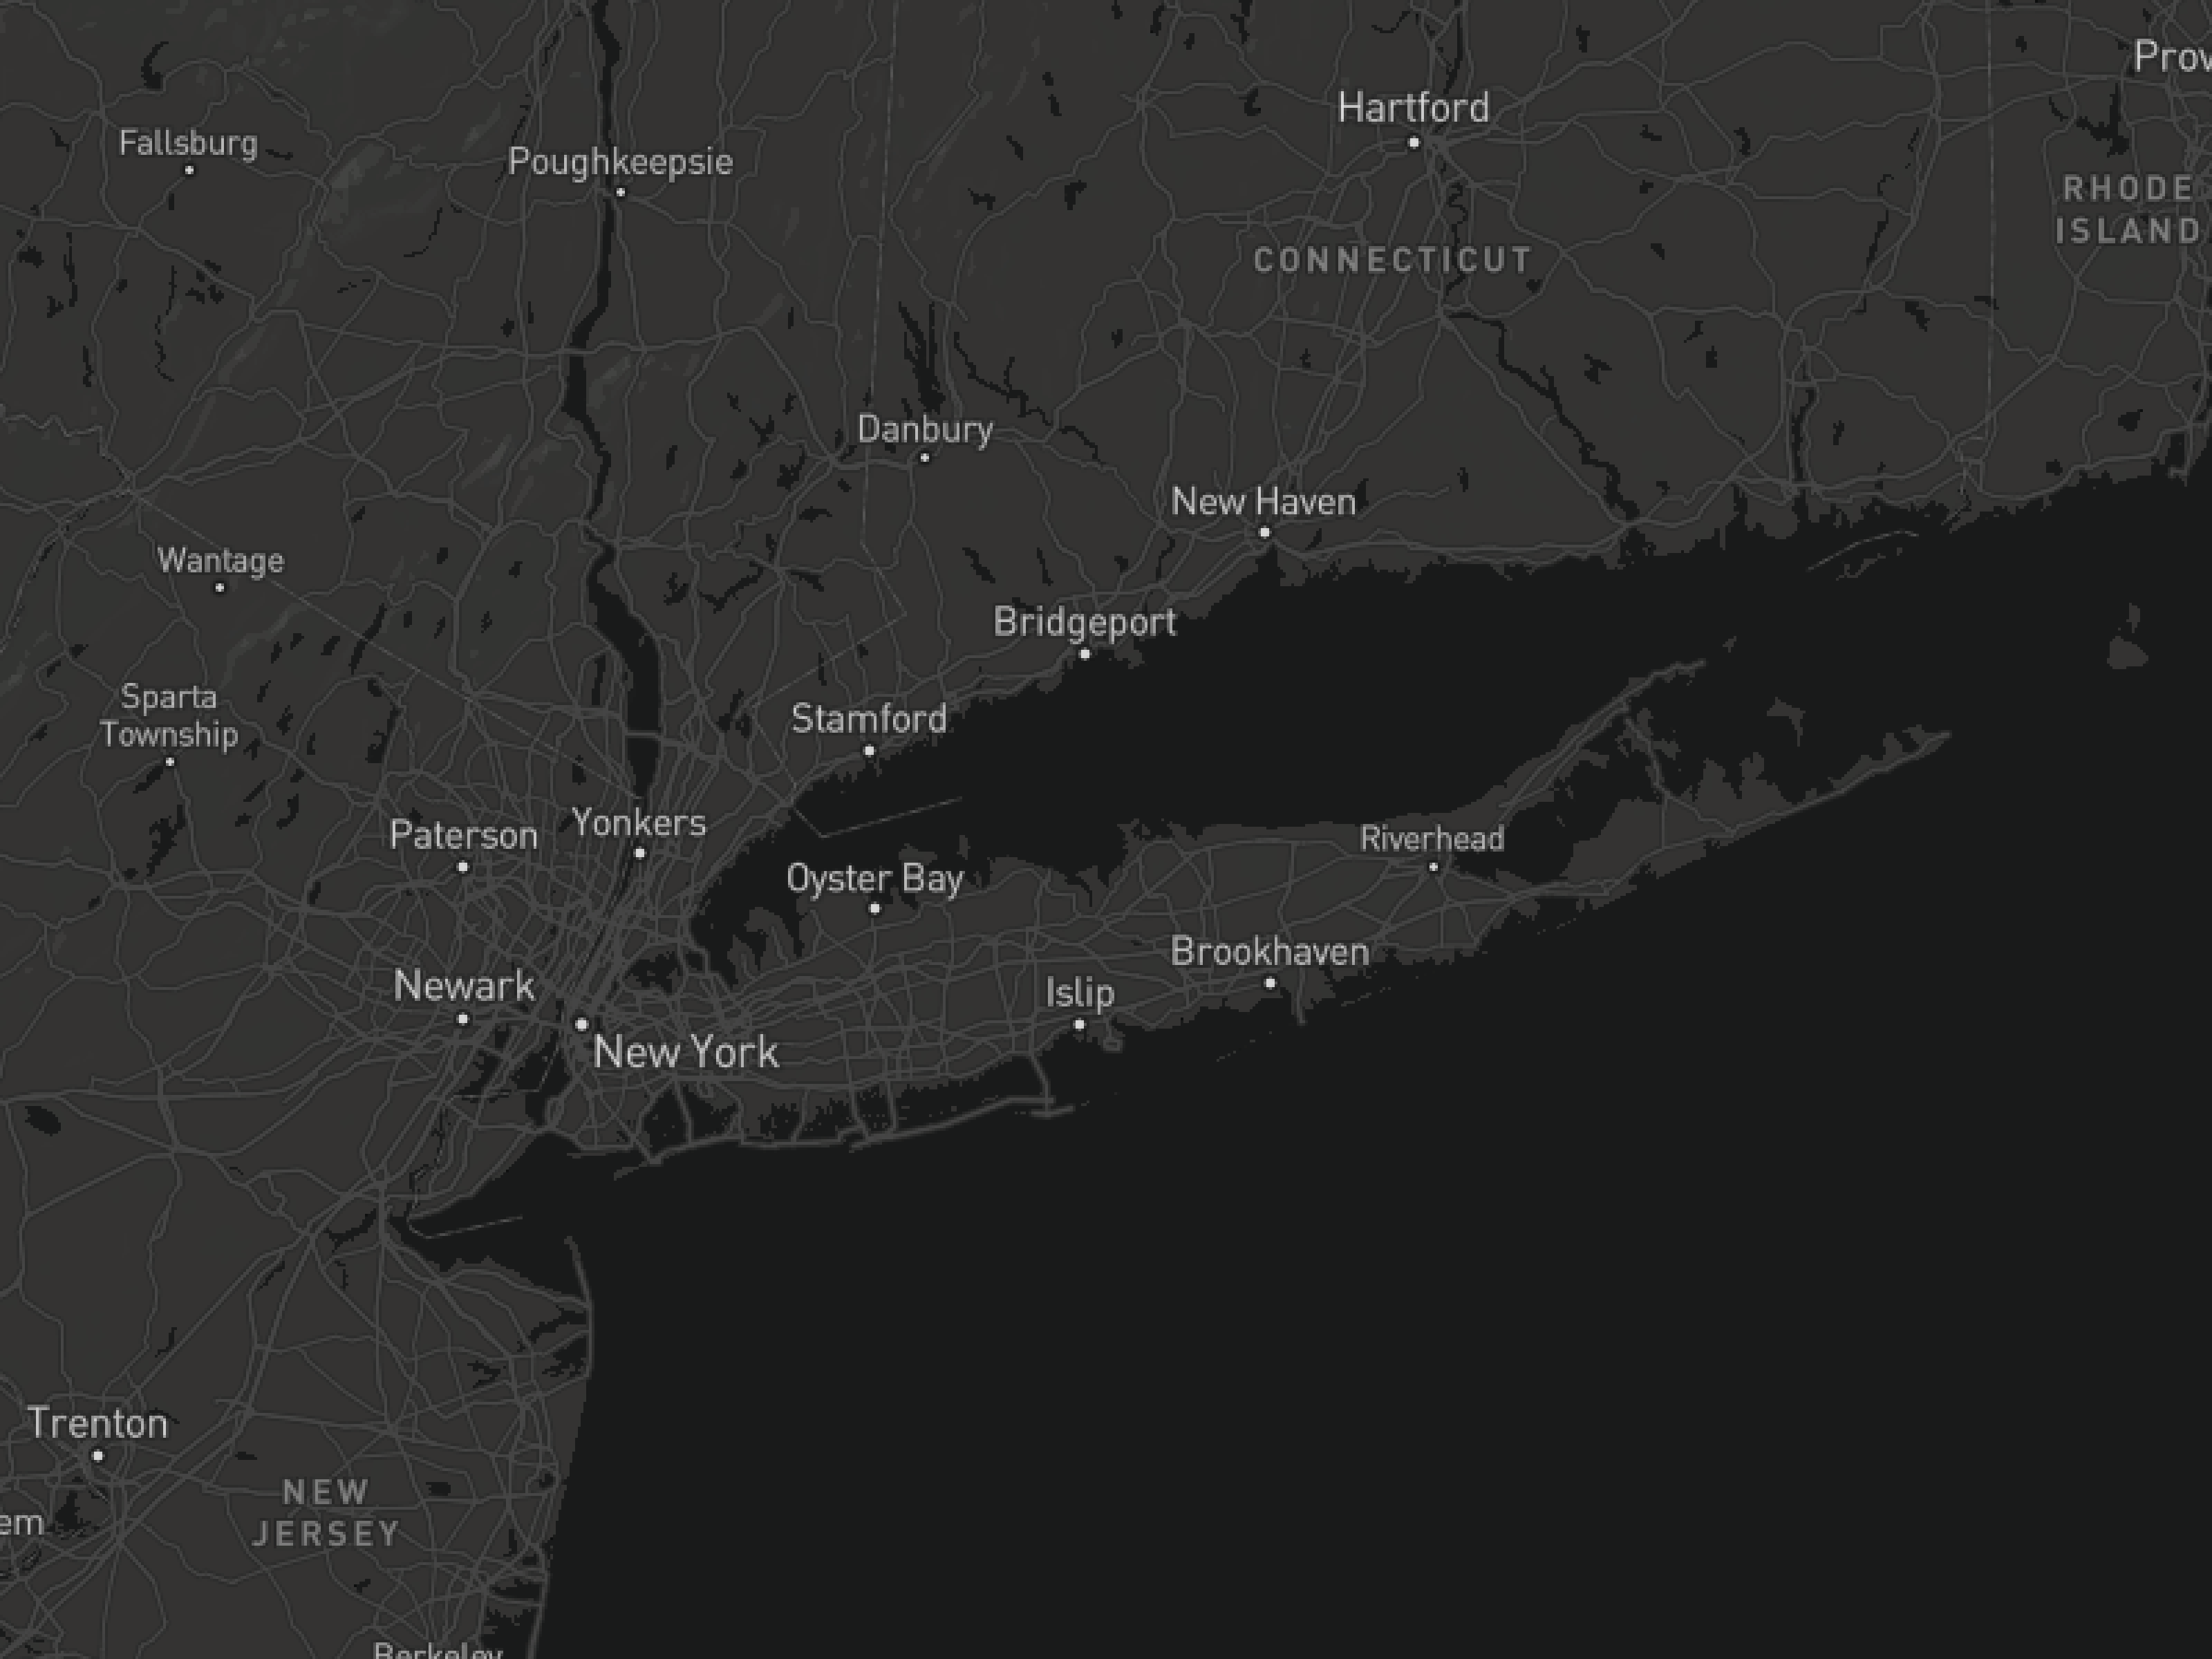 Prov
Hartford
Fallsburg
Poughkeepsie
RHODE
ISLAND
CONNECTICUT
Danbury
New Haven
Wantage
Bridgeport
Sparta
Township
Stamford
Paterson
Yonkers
Riverhead
Oyster Bay
Brookhaven
Newark
Islip
New York
Trenton
NEW
JERSEY
em
Berkeley